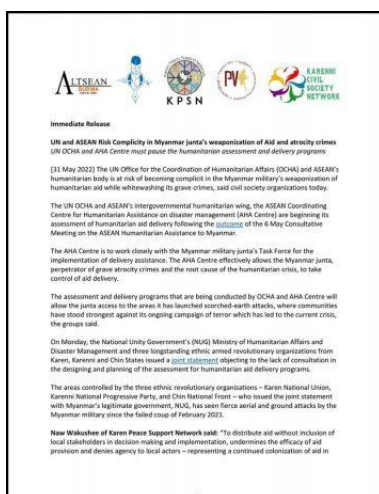 ALTSEAN
BURMA
KPSN
PV
KARENNI
CIVIL
SOCIETY
NETWORK
Immediate Release
UN and ASEAN Risk Complicity in Myanmar junta's weaponization of Aid and atrocity crimes
UN OCHA and AHA Centre must pause the humanitarian assessment and delivery programs
[31 May 2022] The UN Office for the Coordination of Humanitarian Affairs (OCHA) and ASEAN's
humanitarian body is at risk of becoming complicit in the Myanmar military's weaponization of
humanitarian aid while whitewashing its grave crimes, said civil society organizations today.
The UN OCHA and ASEAN's intergovernmental humanitarian wing, the ASEAN Coordinating
Centre for Humanitarian Assistance on disaster management (AHA Centre) are beginning its
assessment of humanitarian aid delivery following the outcome of the 6-May Consultative
Meeting on the ASEAN Humanitarian Assistance to Myanmar.
The AHA Centre is to work closely with the Myanmar military junta's Task Force for the
implementation of delivery assistance. The AHA Centre effectively allows the Myanmar junta,
perpetrator of grave atrocity crimes and the root cause of the humanitarian crisis, to take
control of aid delivery.
The assessment and delivery programs that are being conducted by OCHA and AHA Centre will
allow the junta access to the areas it has launched scorched-earth attacks, where communities
have stood strongest against its ongoing campaign of terror which has led to the current crisis,
the groups said.
On Monday, the National Unity Government's (NUG) Ministry of Humanitarian Affairs and
Disaster Management and three longstanding ethnic armed revolutionary organizations from
Karen, Karenni and Chin States issued a joint statement objecting to the lack of consultation in
the designing and planning of the assessment for humanitarian aid delivery programs.
The areas controlled by the three ethnic revolutionary organizations – Karen National Union,
Karenni National Progressive Party, and Chin National Front – who issued the joint statement
with Myanmar's legitimate government, NUG, has seen fierce aerial and ground attacks by the
Myanmar military since the failed coup of February 2021.
Naw Wakushee of Karen Peace Support Network said: "To distribute aid without inclusion of
local stakeholders in decision making and implementation, undermines the efficacy of aid
provision and denies agency to local actors – representing a continued colonization of aid in